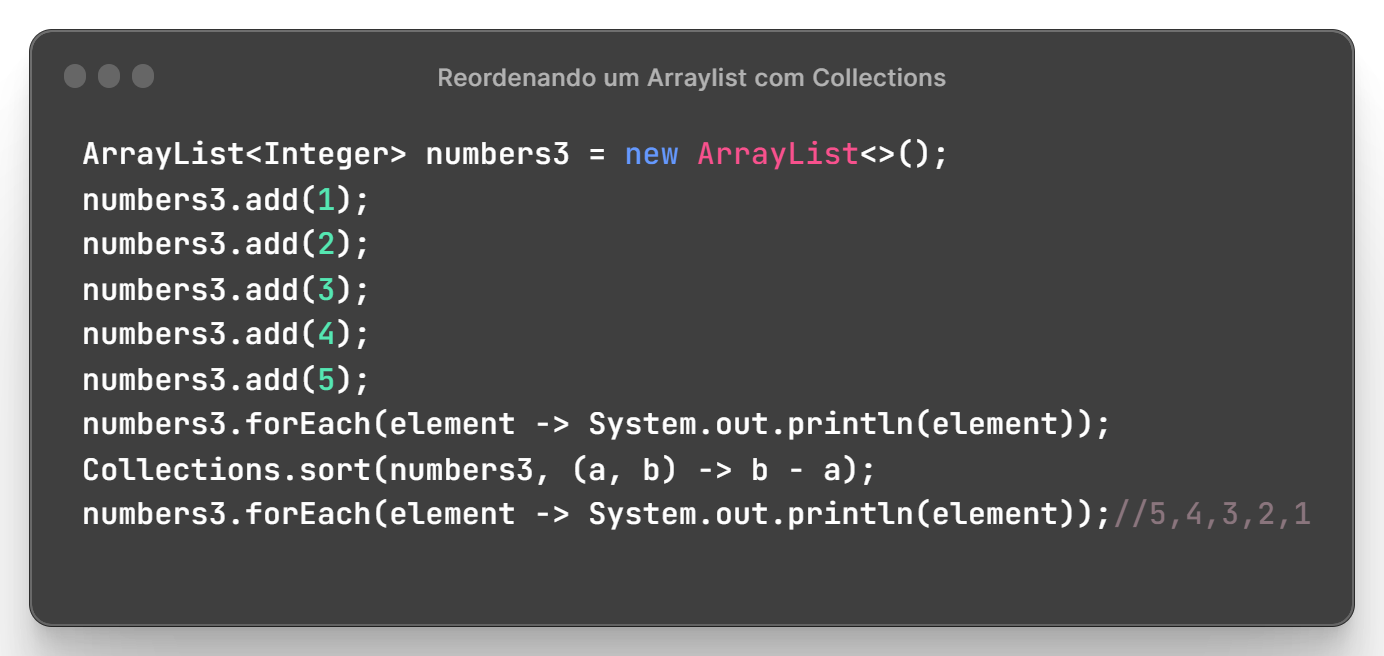 Reordenando um Arraylist com Collections
ArrayList<Integer> numbers3 = new ArrayList<>();
numbers3.add(1);
numbers3.add(2);
numbers3.add(3);
numbers3.add(4);
numbers3.add(5);
numbers3.forEach(element -> System.out.println(element));
Collections.sort(numbers3, (a, b) -> b - a);
numbers3.forEach(element -> System.out.println(element));//5,4,3,2,1